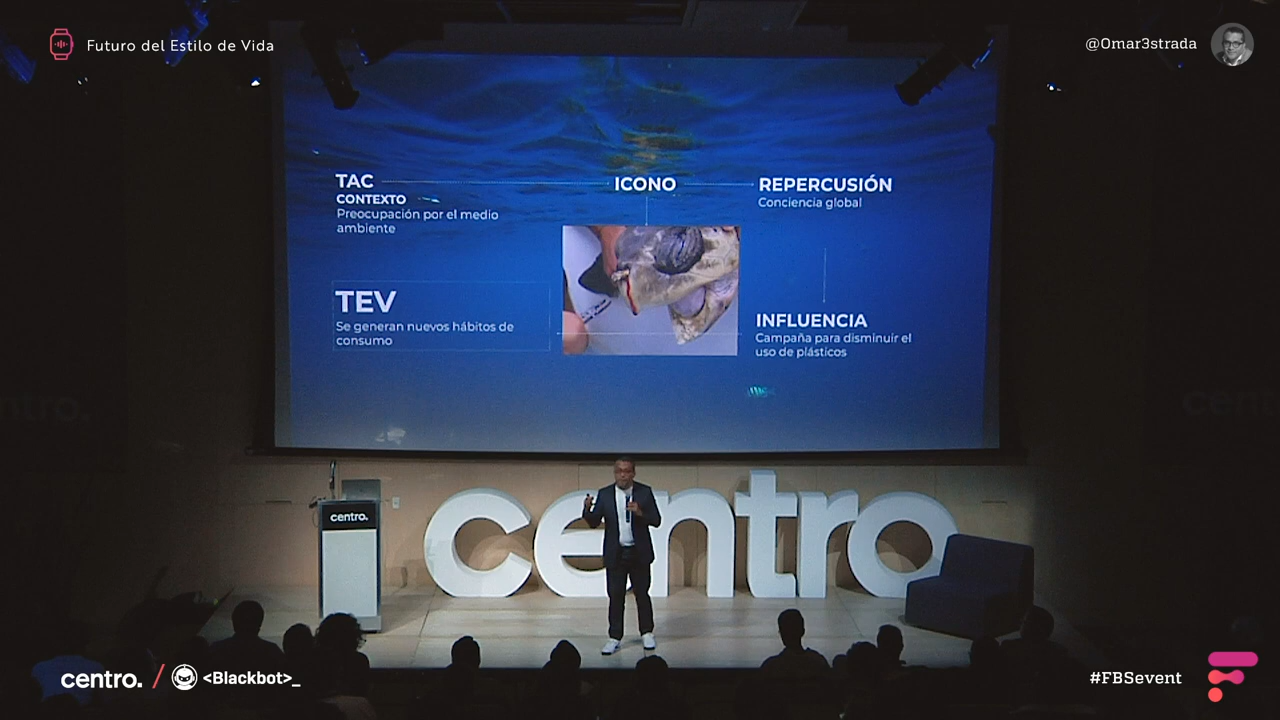 Futuro del Estilo de Vida
@Omar3strada
TAC
CONTEXTO
Preocupación por el medio
ambiente
ICONO
REPERCUSIÓN
Conciencia global
TEV
Se generan nuevos hábitos de
consumo
INFLUENCIA
Campaña para disminuir el
uso de plásticos
centro.
centro
centro.
<Blackbot>_
#FBSevent